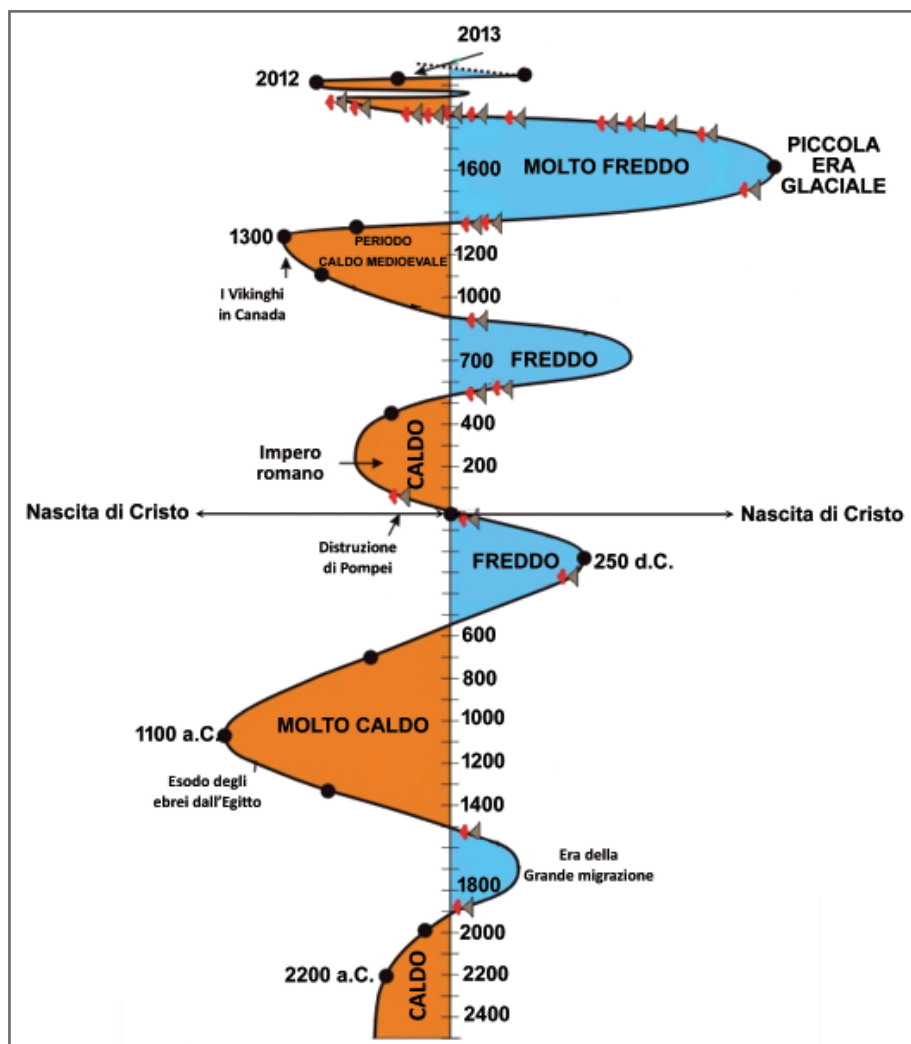 2013
2012
PICCOLA
ERA
GLACIALE
MOLTO FREDDO
1600
1300
PERIODO
CALDO MEDIOEVALE
1200
I Vikinghi
in Canada
1000
700
FREDDO
400
CALDO
Impero
romano
200
Nascita di Cristo
Nascita di Cristo
Distruzione
di Pompei
FREDDO
250 d.C.
600
800
MOLTO CALDO
1000
1100 a.C.
1200
Esodo degli
ebrei dall'Egitto
1400
Era della
Grande migrazione
1800
2000
2200 a.C.
CALDO
2200
2400